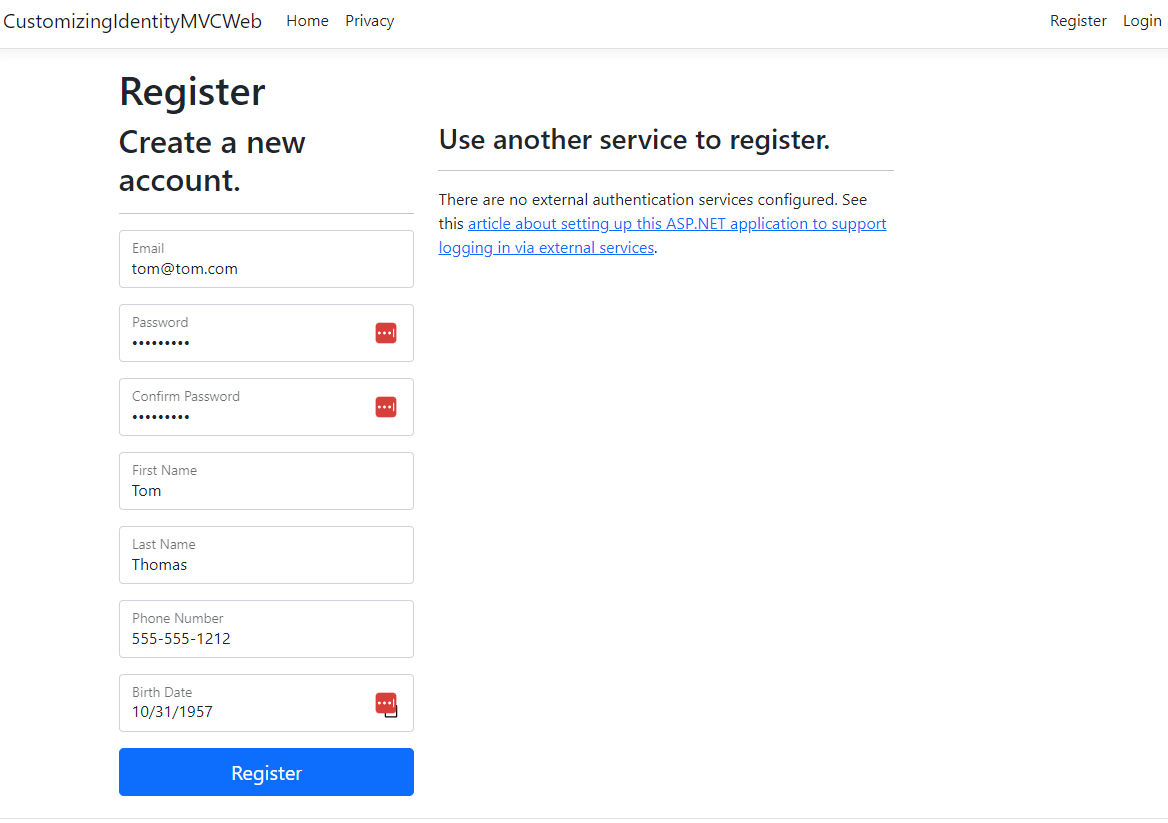 CustomizingIdentityMVCWeb Home Privacy Register Login
Register
Create a new
account.
Email
tom@tom.com
Password
•••••••••
Confirm Password
•••••••••
First Name
Tom
Last Name
Thomas
Phone Number
555-555-1212
Birth Date
10/31/1957
Register
Use another service to register.
There are no external authentication services configured. See
this article about setting up this ASP.NET application to support
logging in via external services.